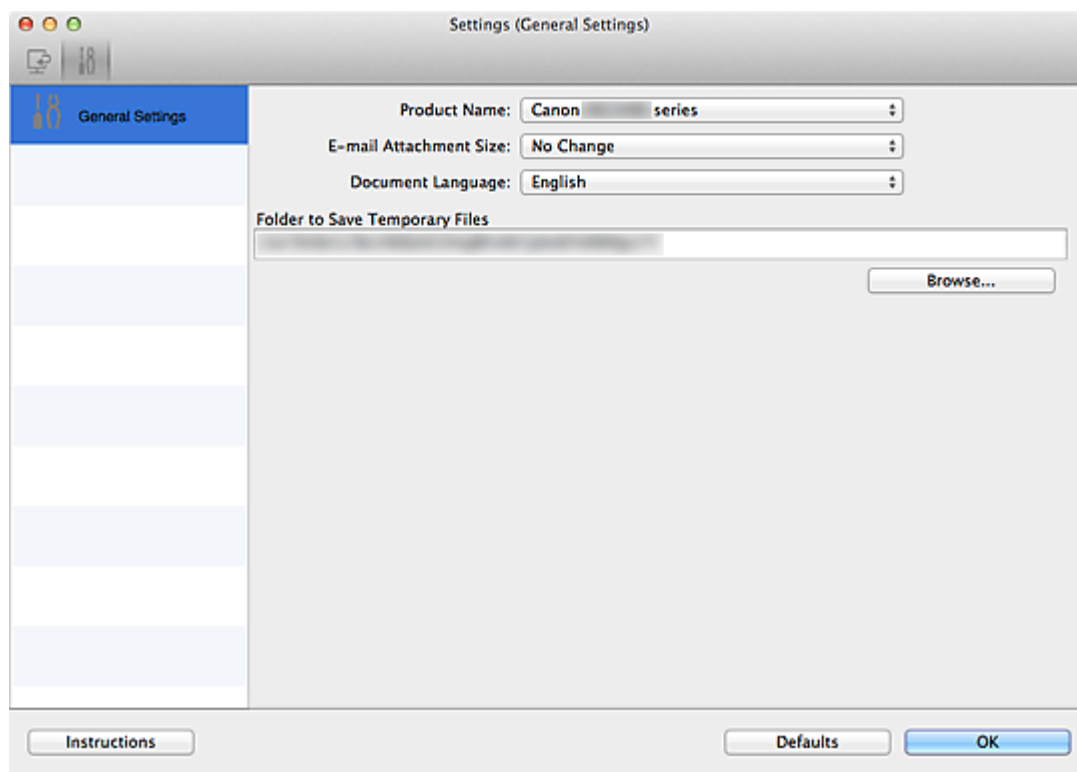 Settings (General Settings)
General Settings
Product Name: Canon series
E-mail Attachment Size: No Change
Document Language: English
Folder to Save Temporary Files
Browse...
Instructions
Defaults
OK